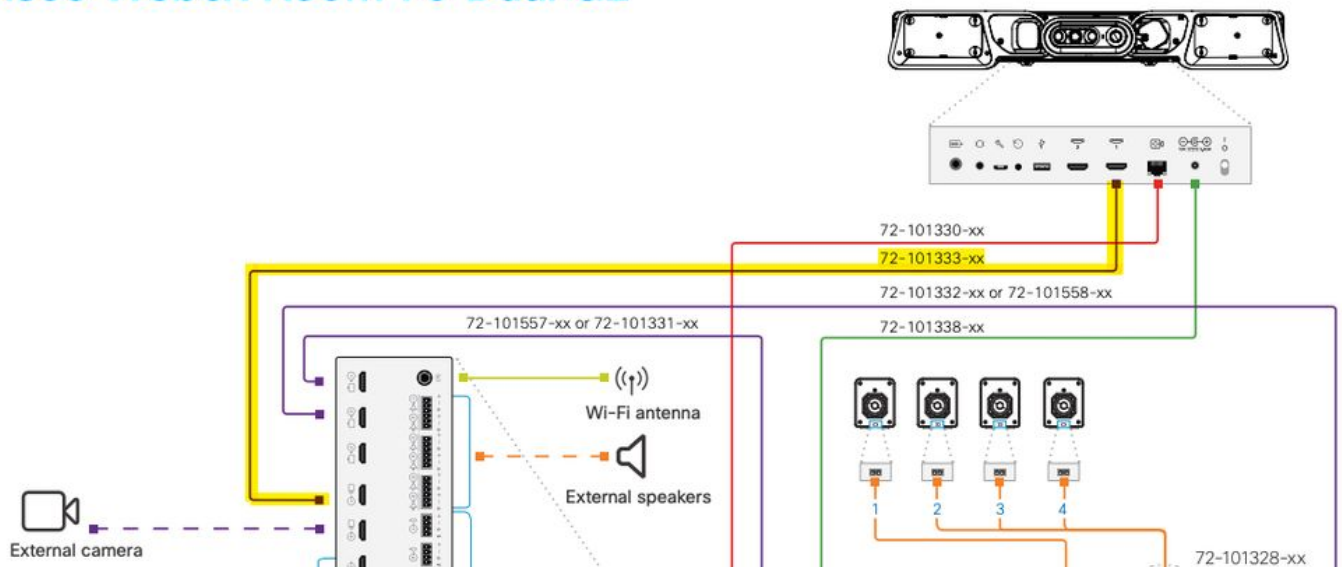 72-101330-xx
72-101333-xx
72-101332-xx or 72-101558-xx
72-101557-xx or 72-101331-xx
72-101338-xx
Wi-Fi antenna
External speakers
1 2 3 4
External camera
72-101328-xx